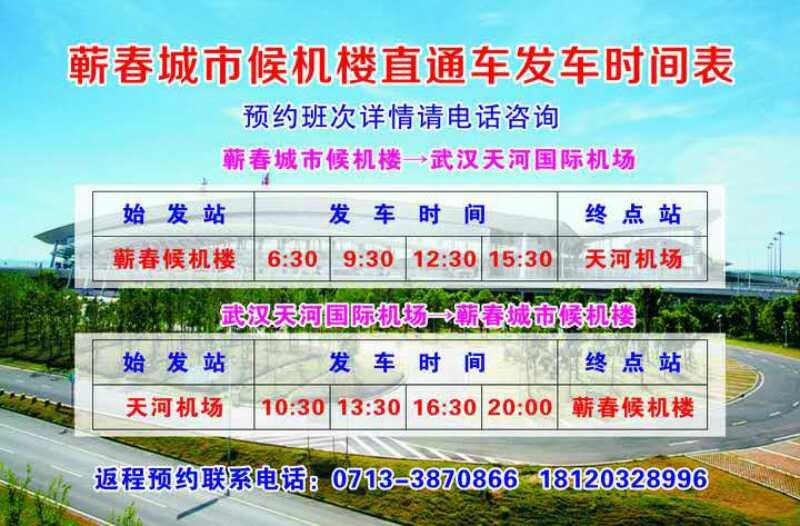 蕲春城市候机楼直通车发车时间表
预约班次详情请电话咨询
蕲春城市候机楼→武汉天河国际机场
始发站 发车时间 终点站
蕲春候机楼 6:30 9:30 12:30 15:30 天河机场
武汉天河国际机场→蕲春城市候机楼
始发站 发车时间 终点站
天河机场 10:30 13:30 16:30 20:00 蕲春候机楼
返程预约联系电话：0713-3870866 18120328996